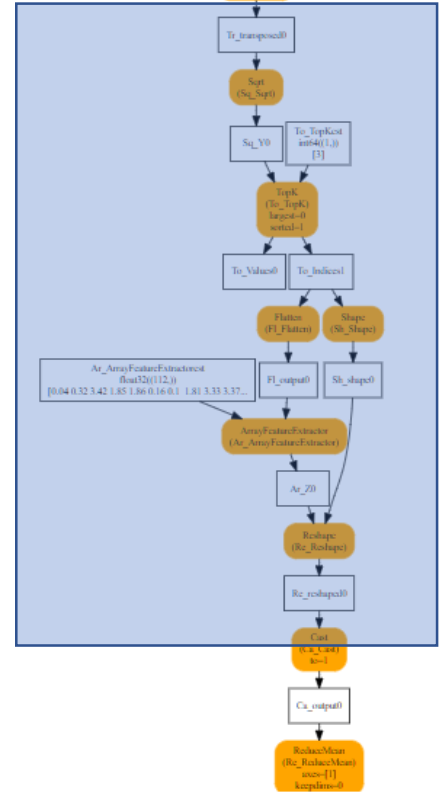 Tr_transposed0
Sqrt
(Sq_Sqrt)
Sq_Y0
To_TopKcst
int64((1,))
[3]
TopK
(To_TopK)
largest=0
sorted=1
To_Values0
To_Indices1
Flatten
(Fl_Flatten)
Shape
(Sh_Shape)
Ar_ArrayFeatureExtractorcst
float32((112,))
[0.04 0.32 3.42 1.85 1.86 0.16 0.1 1.81 3.33 3.37...
Fl_output0
Sh_shape0
ArrayFeatureExtractor
(Ar_ArrayFeatureExtractor)
Ar_Z0
Reshape
(Re_Reshape)
Re_reshaped0
Cast
(Ca_Cast)
to=1
Ca_output0
ReduceMean
(Re_ReduceMean)
axes=[1]
keepdims=0